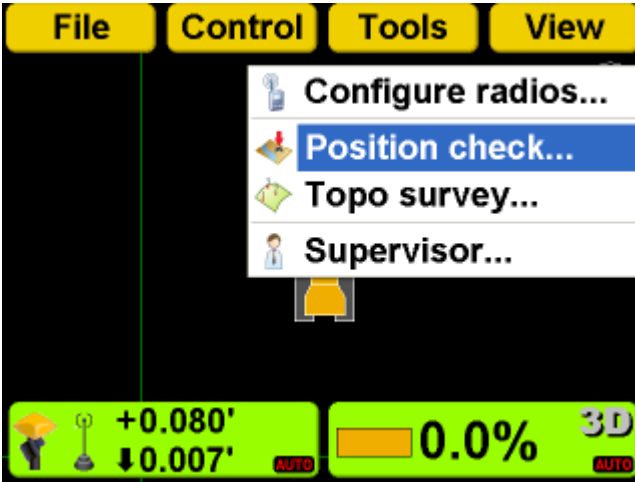 File Control Tools View
Configure radios...
Position check...
Topo survey...
Supervisor...
+0.080'
⬇0.007' AUTO
0.0% 3D
AUTO